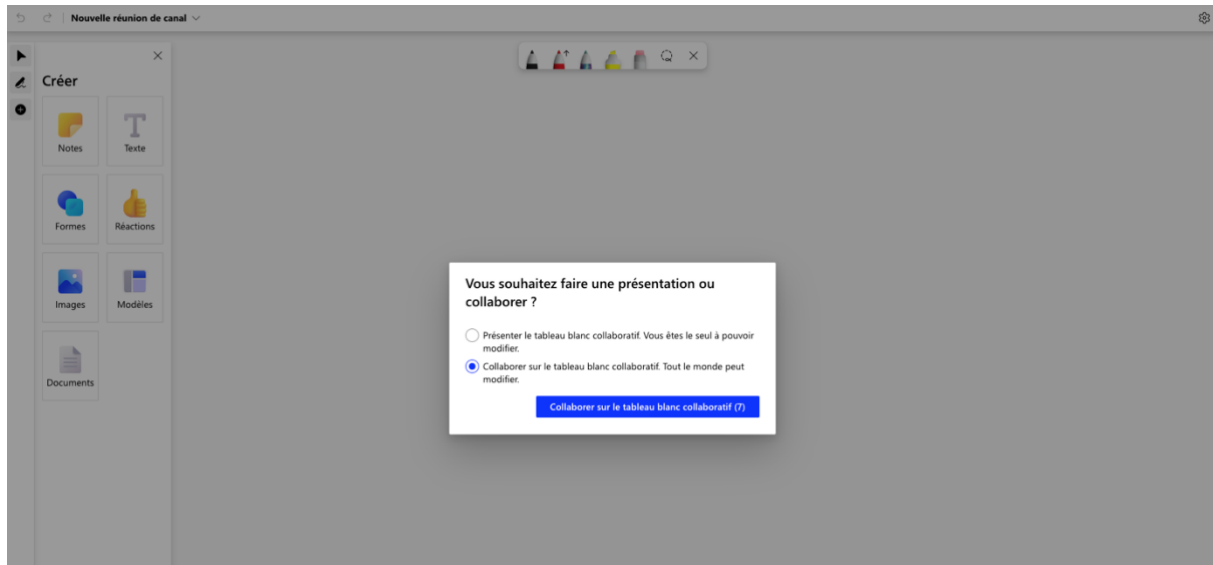 Nouvelle réunion de canal
Créer
Notes Texte
Formes Réactions
Images Modèles
Documents
Vous souhaitez faire une présentation ou
collaborer ?
Présenter le tableau blanc collaboratif. Vous êtes le seul à pouvoir
modifier.
Collaborer sur le tableau blanc collaboratif. Tout le monde peut
modifier.
Collaborer sur le tableau blanc collaboratif (7)